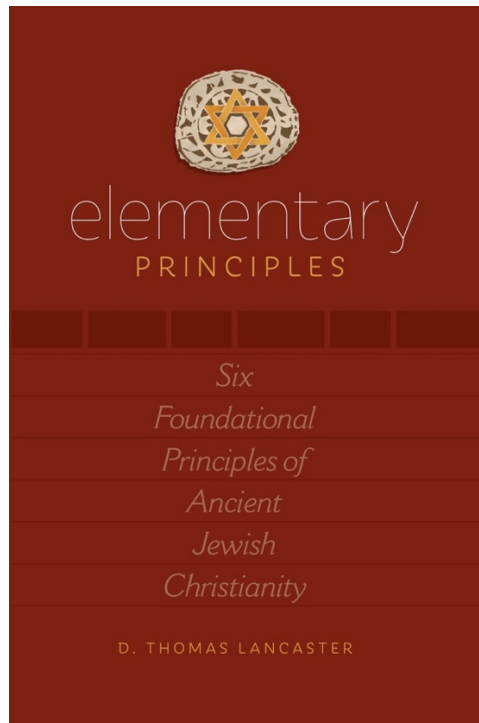 elementary
PRINCIPLES
Six
Foundational
Principles of
Ancient
Jewish
Christianity
D. THOMAS LANCASTER